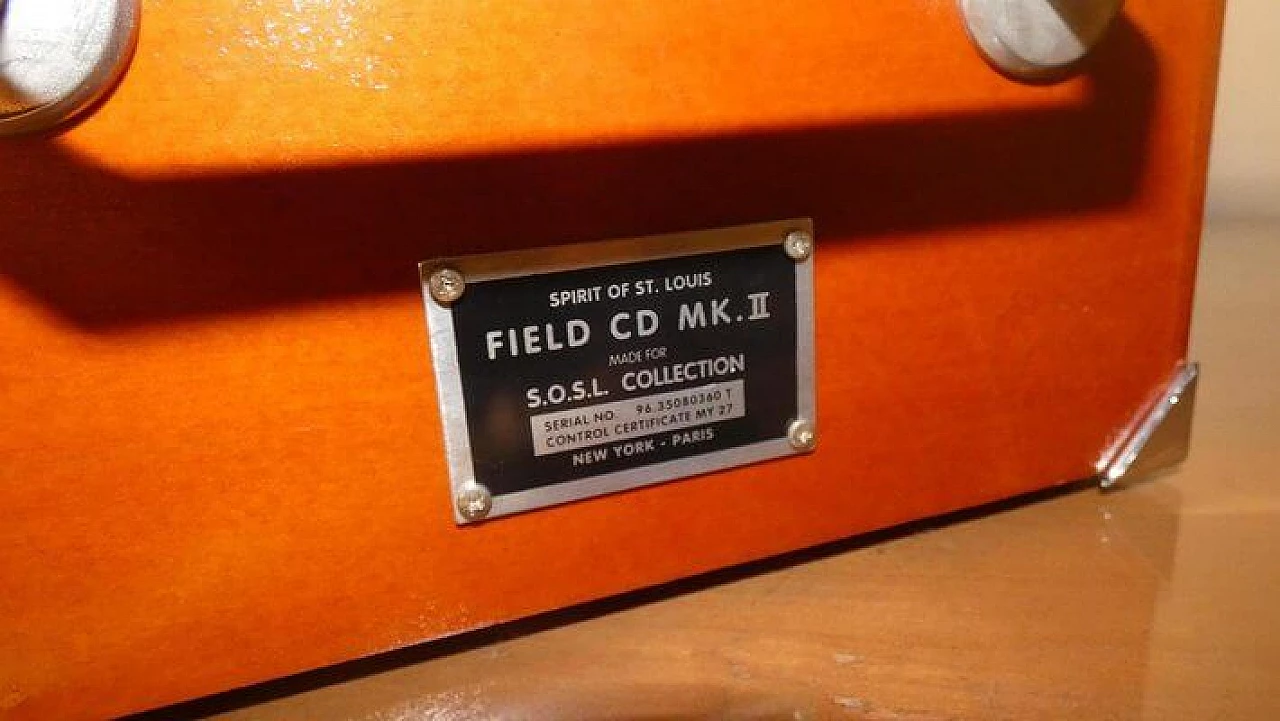 SPIRIT OF ST. LOUIS
FIELD CD MK.II
MADE FOR
S.O.S.L. COLLECTION
SERIAL NO. 96.35080360 T
CONTROL CERTIFICATE MY 27
NEW YORK - PARIS